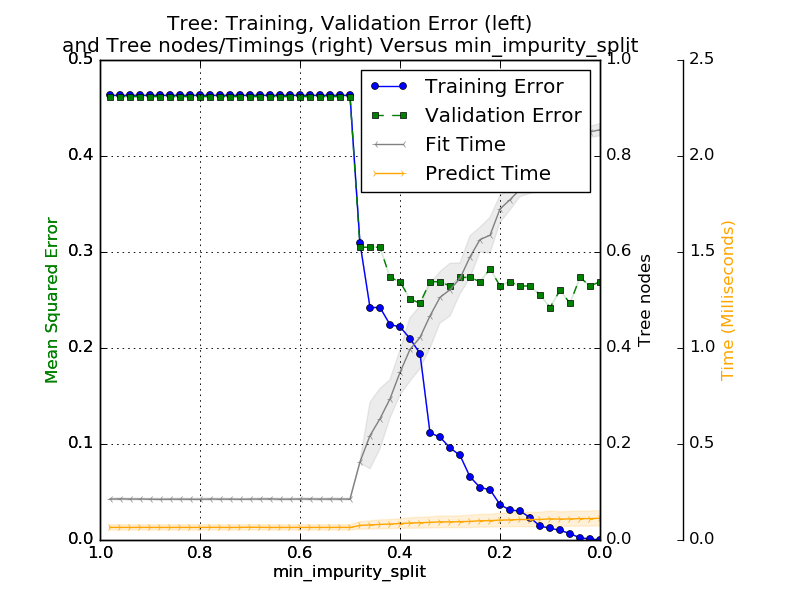 Tree: Training, Validation Error (left)
and Tree nodes/Timings (right) Versus min_impurity_split
Training Error
Validation Error
Fit Time
Predict Time
Mean Squared Error
0.5
0.4
0.3
0.2
0.1
0.0
1.0
0.8
0.6
0.4
0.2
0.0
min_impurity_split
1.0
0.8
0.6
0.4
0.2
0.0
Tree nodes
2.5
2.0
1.5
1.0
0.5
0.0
Time (Milliseconds)